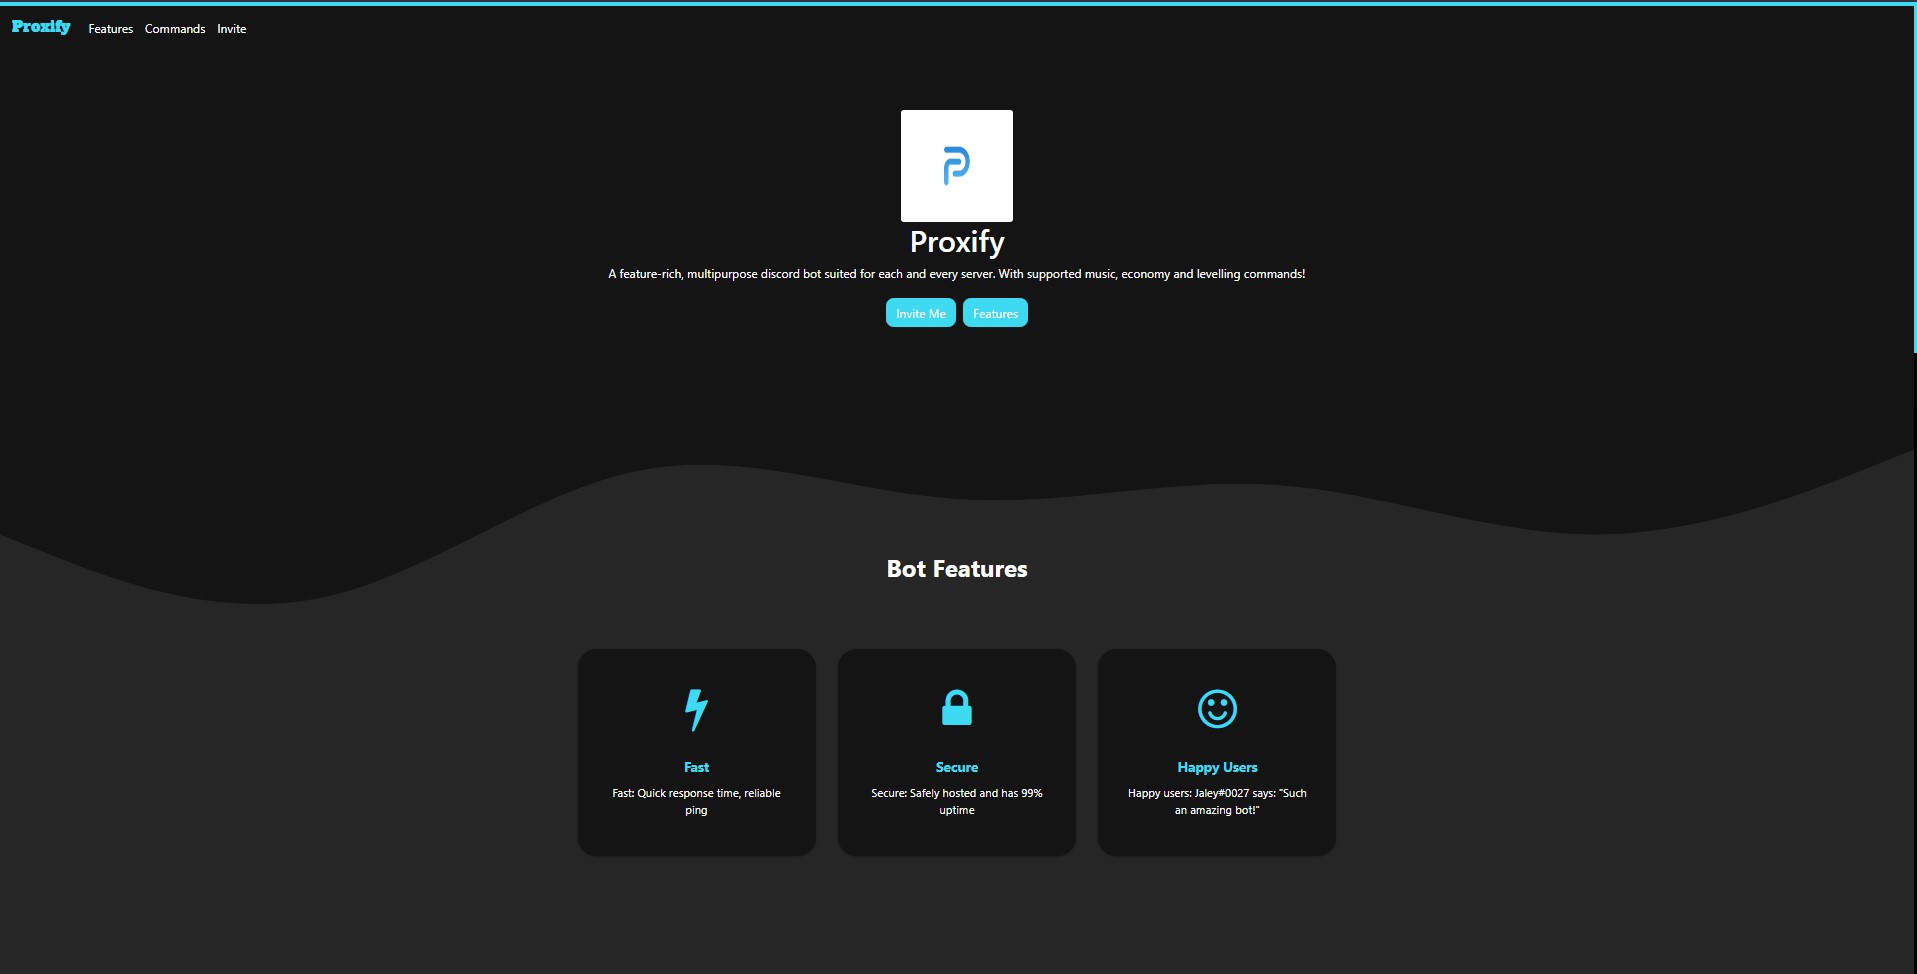 Proxify Features Commands Invite
Proxify
A feature-rich, multipurpose discord bot suited for each and every server. With supported music, economy and levelling commands!
Invite Me Features
Bot Features
Fast
Fast: Quick response time, reliable
ping
Secure
Secure: Safely hosted and has 99%
uptime
Happy Users
Happy users: Jaley#0027 says: "Such
an amazing bot!"